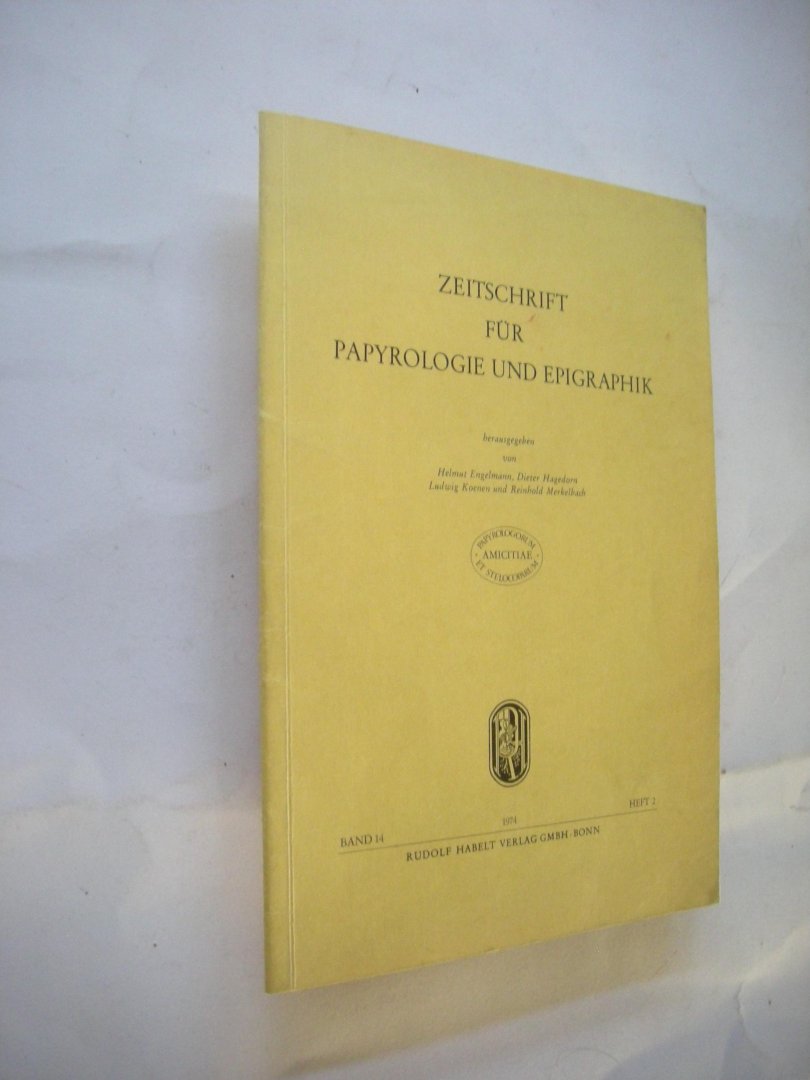 ZEITSCHRIFT
FÜR
PAPYROLOGIE UND EPIGRAPHIK
herausgegeben
von
Helmut Engelmann, Dieter Hagedorn
Ludwig Koenen und Reinhold Merkelbach
PAPYROLOGORUM
AMICITIAE
ET STELOCOPARUM
BAND 14
1974
HEFT 2
RUDOLF HABELT VERLAG GMBH · BONN